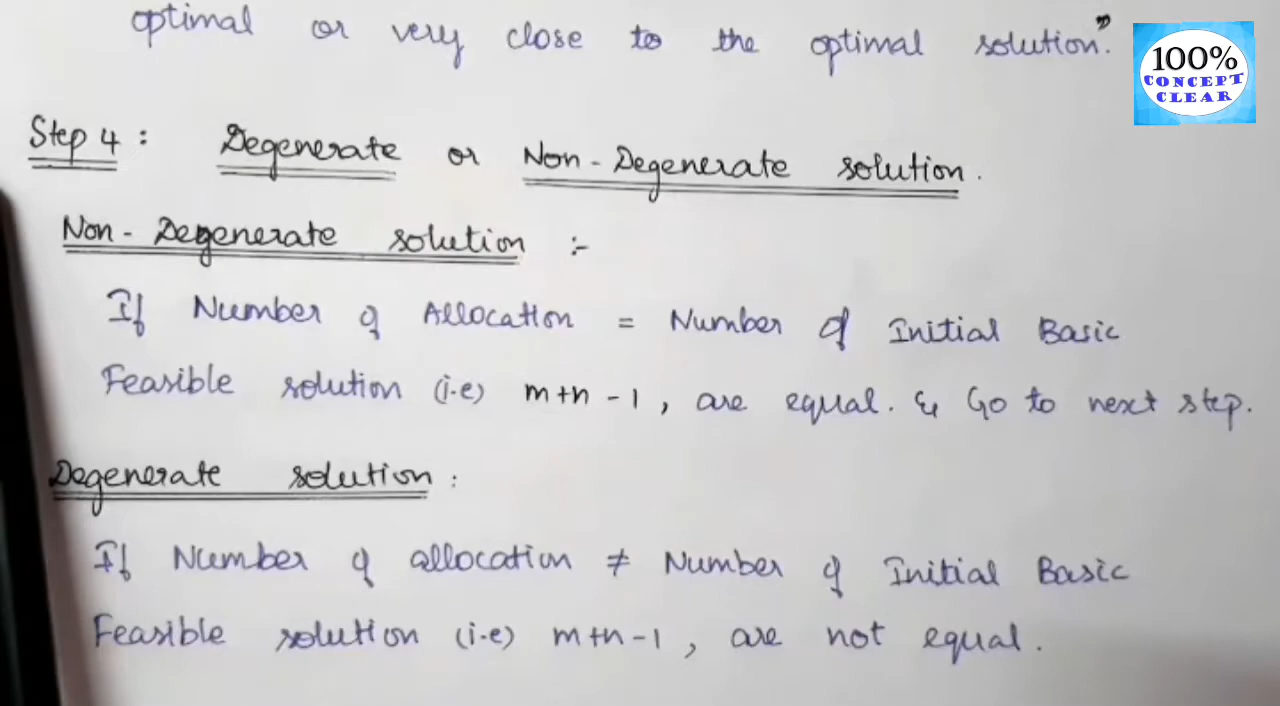 optimal or very close to the optimal solution."
100%
CONCEPT
CLEAR
Step 4 : Degenerate or Non-Degenerate solution.
Non-Degenerate solution :-
If Number of Allocation = Number of Initial Basic
Feasible solution (i.e) m+n-1, are equal. & Go to next step.
Degenerate solution :
If Number of allocation ≠ Number of Initial Basic
Feasible solution (i.e) m+n-1, are not equal.